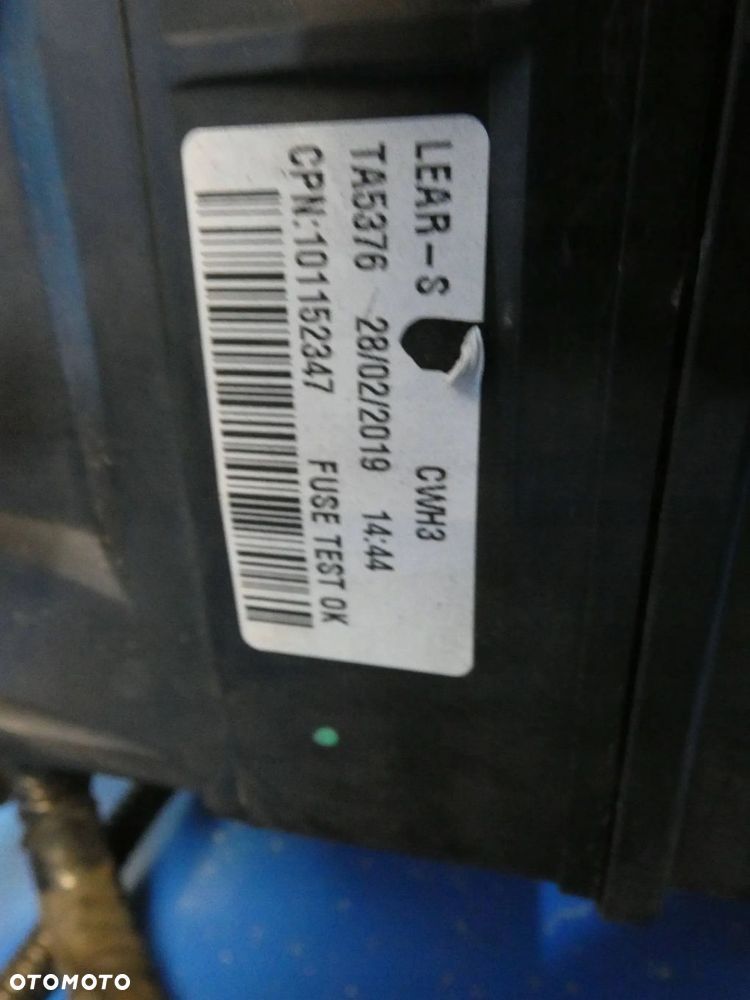 LEAR-S CWH3
TA5376 28/02/2019 14:44
CPN:101152347 FUSE TEST OK
OTOMOTO